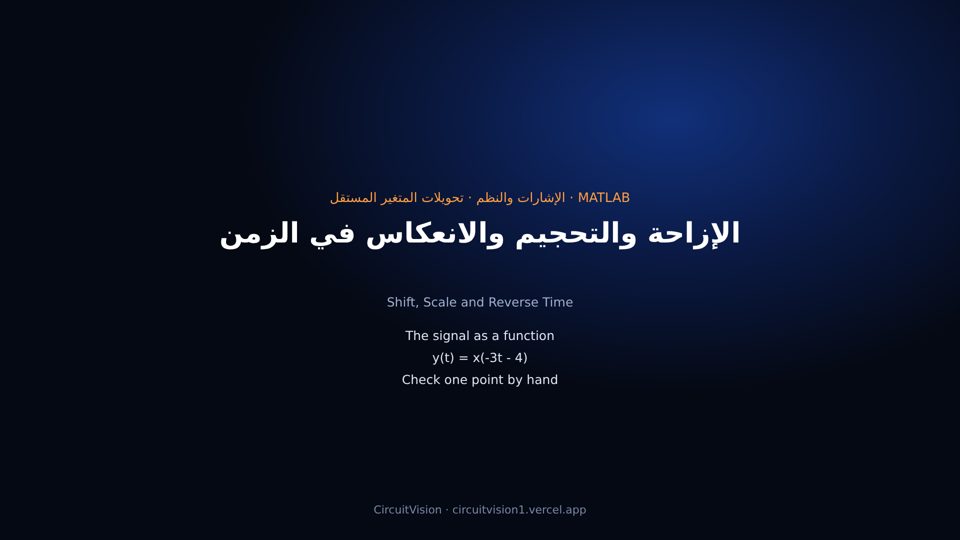 الإشارات والنظم · تحويلات المتغير المستقل · MATLAB
الإزاحة والتحجيم والانعكاس في الزمن
Shift, Scale and Reverse Time
The signal as a function
y(t) = x(-3t - 4)
Check one point by hand
CircuitVision · circuitvision1.vercel.app